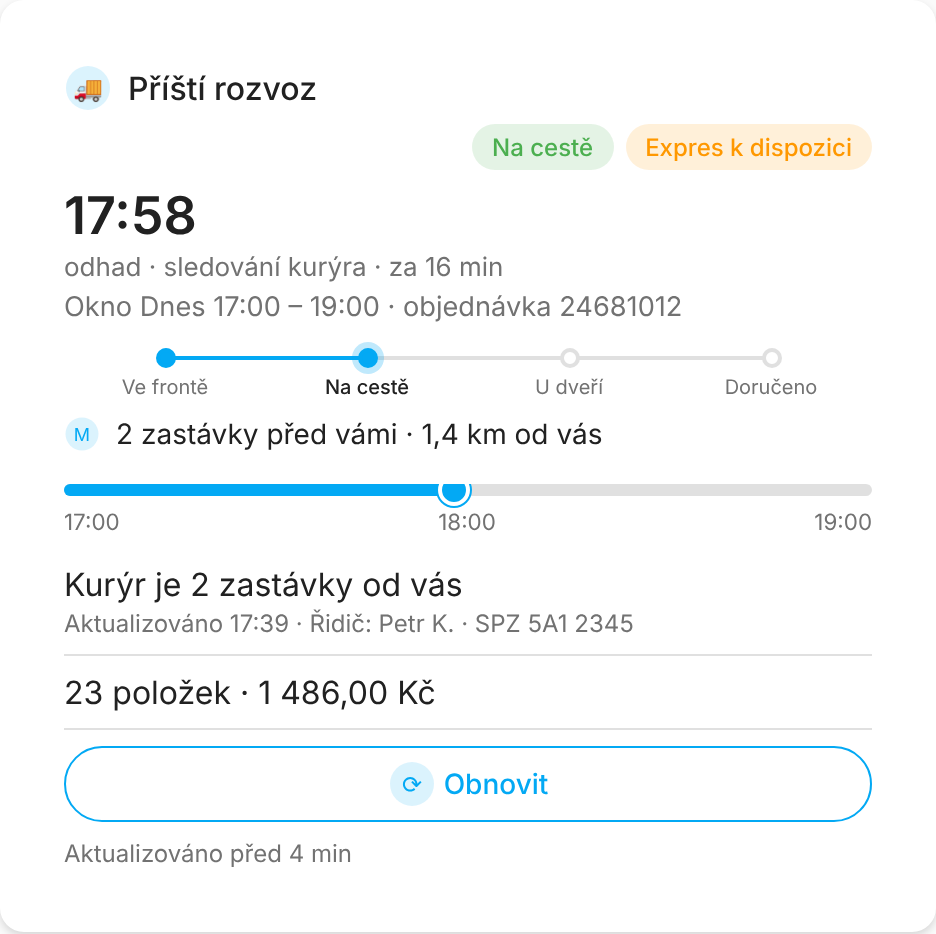 Příští rozvoz
Na cestě Expres k dispozici
17:58
odhad · sledování kurýra · za 16 min
Okno Dnes 17:00 – 19:00 · objednávka 24681012
Ve frontě Na cestě U dveří Doručeno
M 2 zastávky před vámi · 1,4 km od vás
17:00 18:00 19:00
Kurýr je 2 zastávky od vás
Aktualizováno 17:39 · Řidič: Petr K. · SPZ 5A1 2345
23 položek · 1 486,00 Kč
Obnovit
Aktualizováno před 4 min